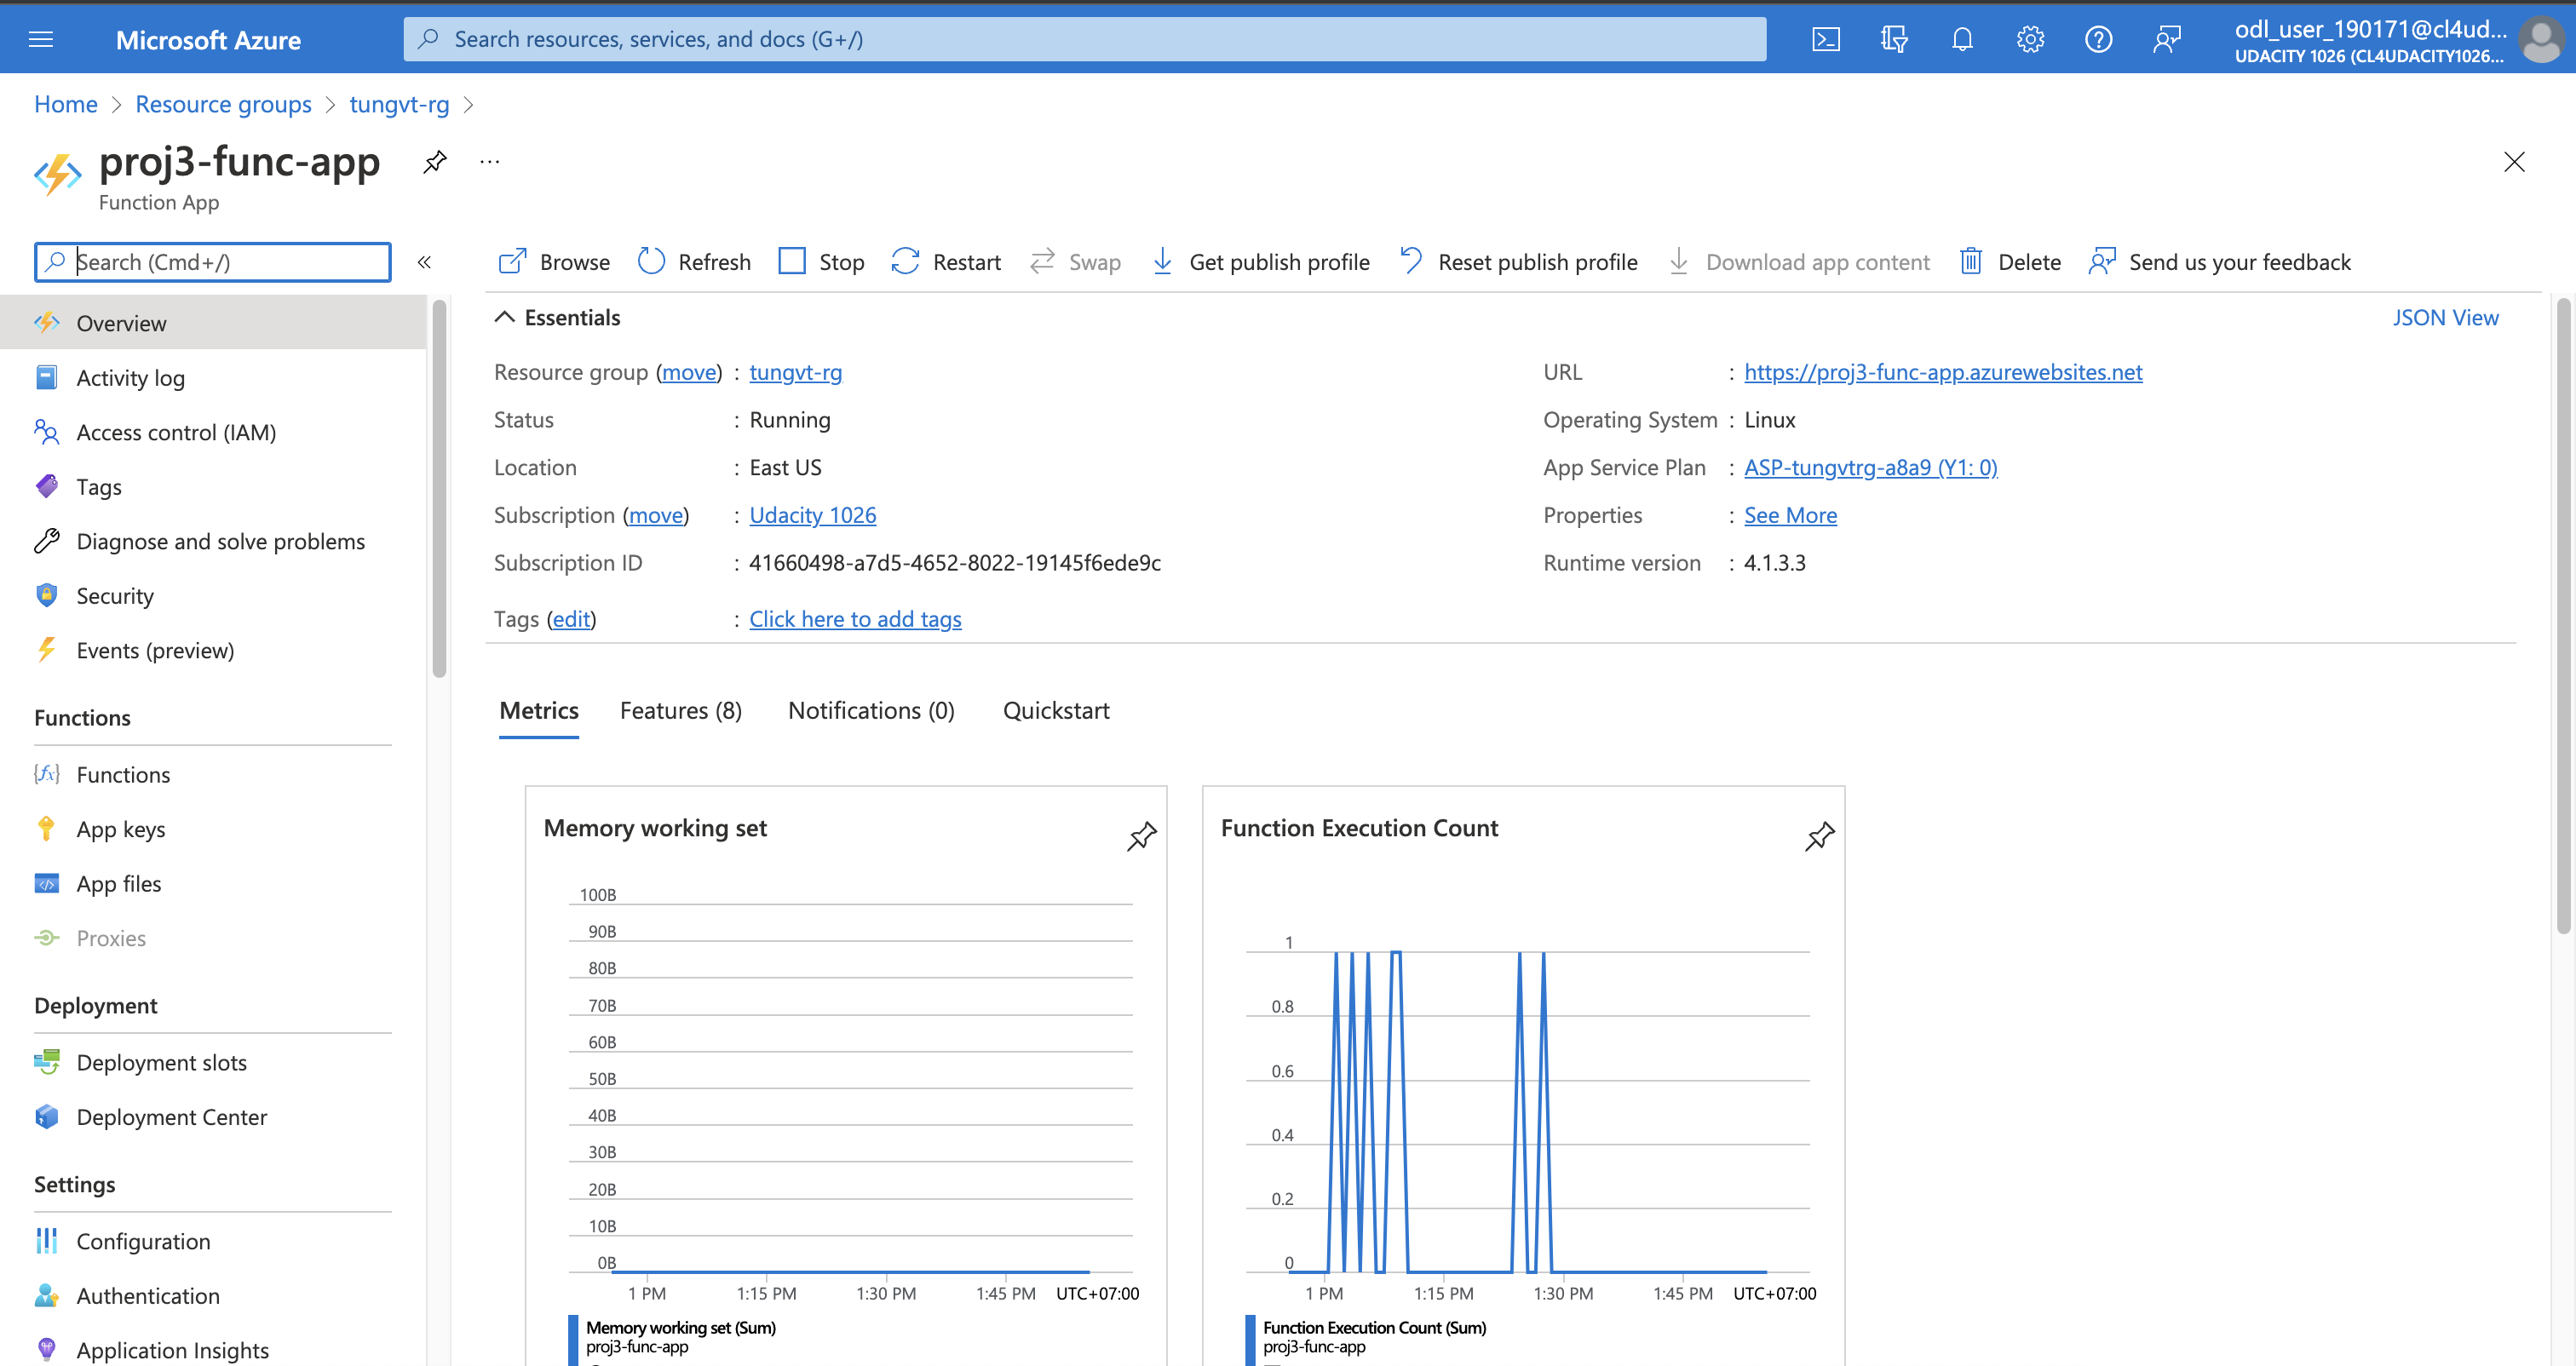 Microsoft Azure
Search resources, services, and docs (G+/)
odl_user_190171@cl4ud...
UDACITY 1026 (CL4UDACITY1026...
Home > Resource groups > tungvt-rg >
proj3-func-app
...
Function App
Search (Cmd+/)
«
Browse
Refresh
Stop
Restart
Swap
Get publish profile
Reset publish profile
Download app content
Delete
Send us your feedback
Overview
Activity log
Access control (IAM)
Tags
Diagnose and solve problems
Security
Events (preview)
Functions
Functions
App keys
App files
Proxies
Deployment
Deployment slots
Deployment Center
Settings
Configuration
Authentication
Application Insights
Essentials
JSON View
Resource group (move) : tungvt-rg
Status : Running
Location : East US
Subscription (move) : Udacity 1026
Subscription ID : 41660498-a7d5-4652-8022-19145f6ede9c
Tags (edit) : Click here to add tags
URL : https://proj3-func-app.azurewebsites.net
Operating System : Linux
App Service Plan : ASP-tungvtrg-a8a9 (Y1: 0)
Properties : See More
Runtime version : 4.1.3.3
Metrics
Features (8)
Notifications (0)
Quickstart
Memory working set
100B
90B
80B
70B
60B
50B
40B
30B
20B
10B
0B
1 PM 1:15 PM 1:30 PM 1:45 PM UTC+07:00
Memory working set (Sum)
proj3-func-app
Function Execution Count
1
0.8
0.6
0.4
0.2
0
1 PM 1:15 PM 1:30 PM 1:45 PM UTC+07:00
Function Execution Count (Sum)
proj3-func-app